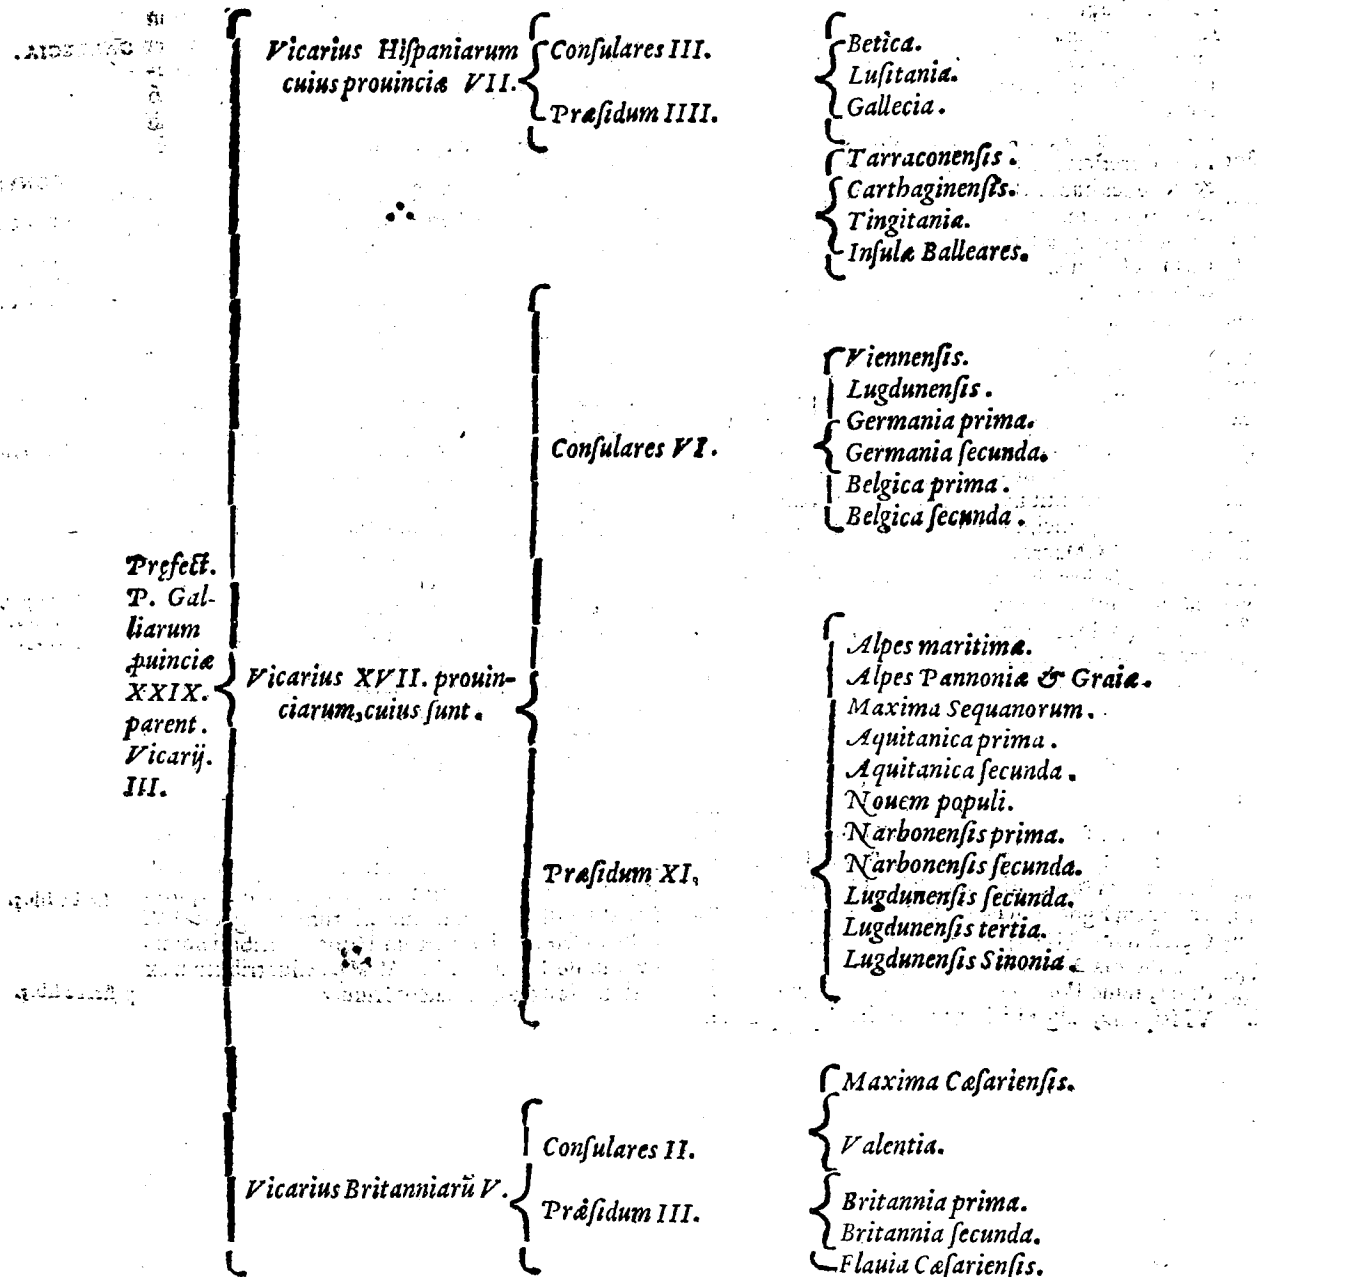 Vicarius Hiſpaniarum
cuius prouinciæ VII.
Conſulares III.
Præſidum IIII.
Betica.
Luſitania.
Gallecia.
Tarraconenſis.
Carthaginenſis.
Tingitania.
Inſulæ Balleares.
Pręfect.
P. Gal-
liarum
ꝓuinciæ
XXIX.
parent.
Vicarij.
III.
Vicarius XVII. prouin-
ciarum, cuius ſunt.
Conſulares VI.
Viennenſis.
Lugdunenſis.
Germania prima.
Germania ſecunda.
Belgica prima.
Belgica ſecunda.
Præſidum XI,
Alpes maritimæ.
Alpes Pannoniæ & Graiæ.
Maxima Sequanorum.
Aquitanica prima.
Aquitanica ſecunda.
Nouem populi.
Narbonenſis prima.
Narbonenſis ſecunda.
Lugdunenſis ſecunda.
Lugdunenſis tertia.
Lugdunenſis Sinonia.
Vicarius Britanniarū V.
Conſulares II.
Præſidum III.
Maxima Cæſarienſis.
Valentia.
Britannia prima.
Britannia ſecunda.
Flauia Cæſarienſis.